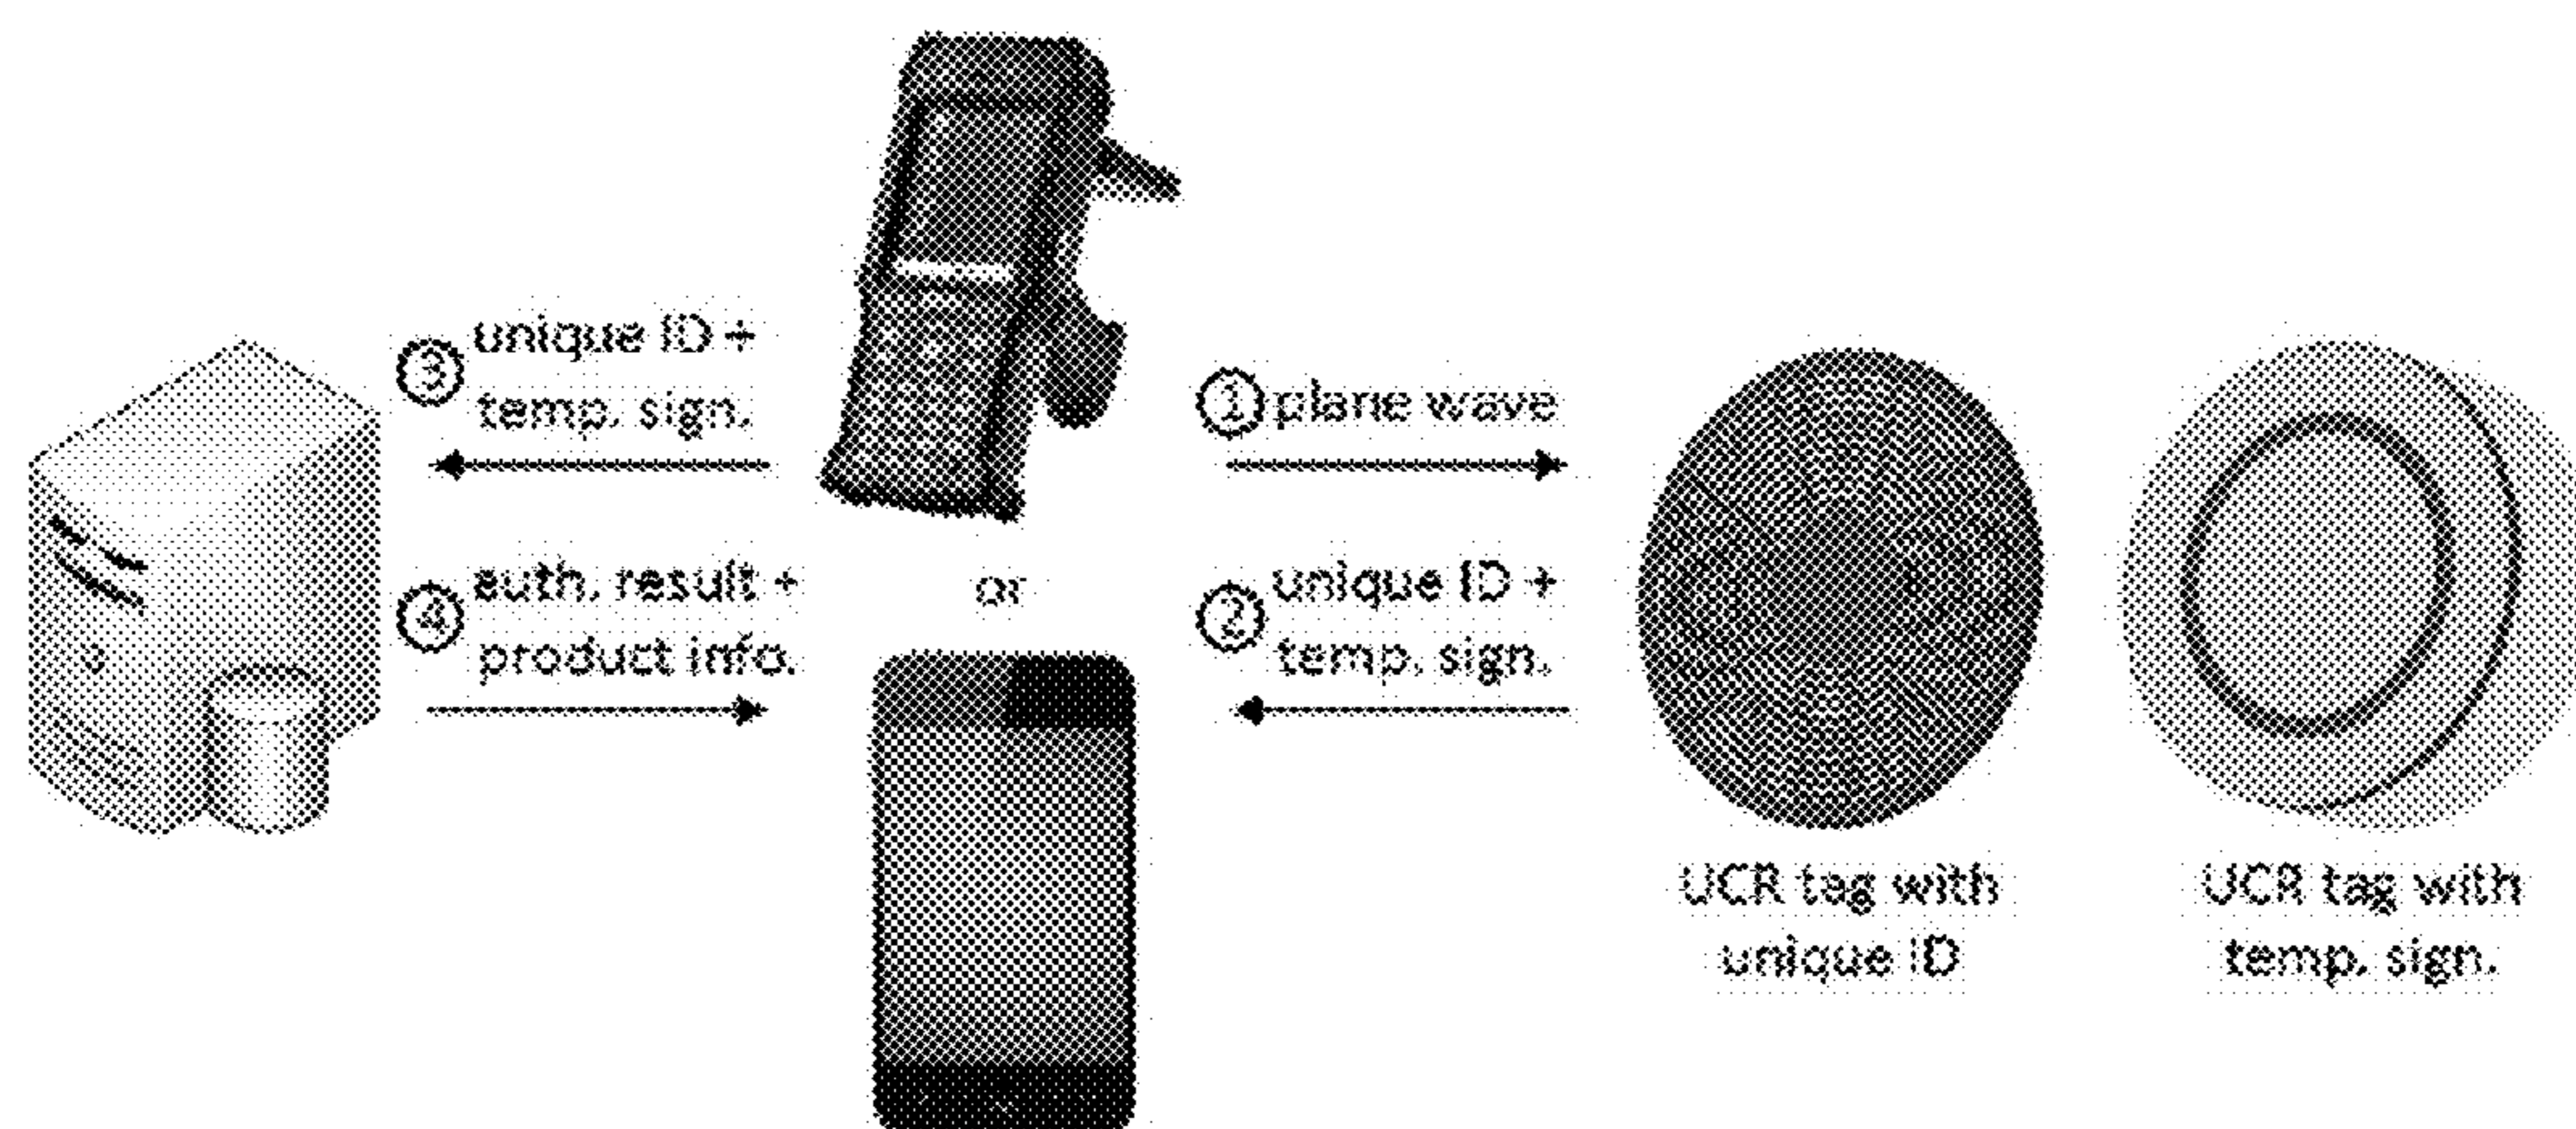 ③ unique ID +
temp. sign.
④ auth. result +
product info.
or
① plane wave
② unique ID +
temp. sign.
UCR tag with
unique ID
UCR tag with
temp. sign.